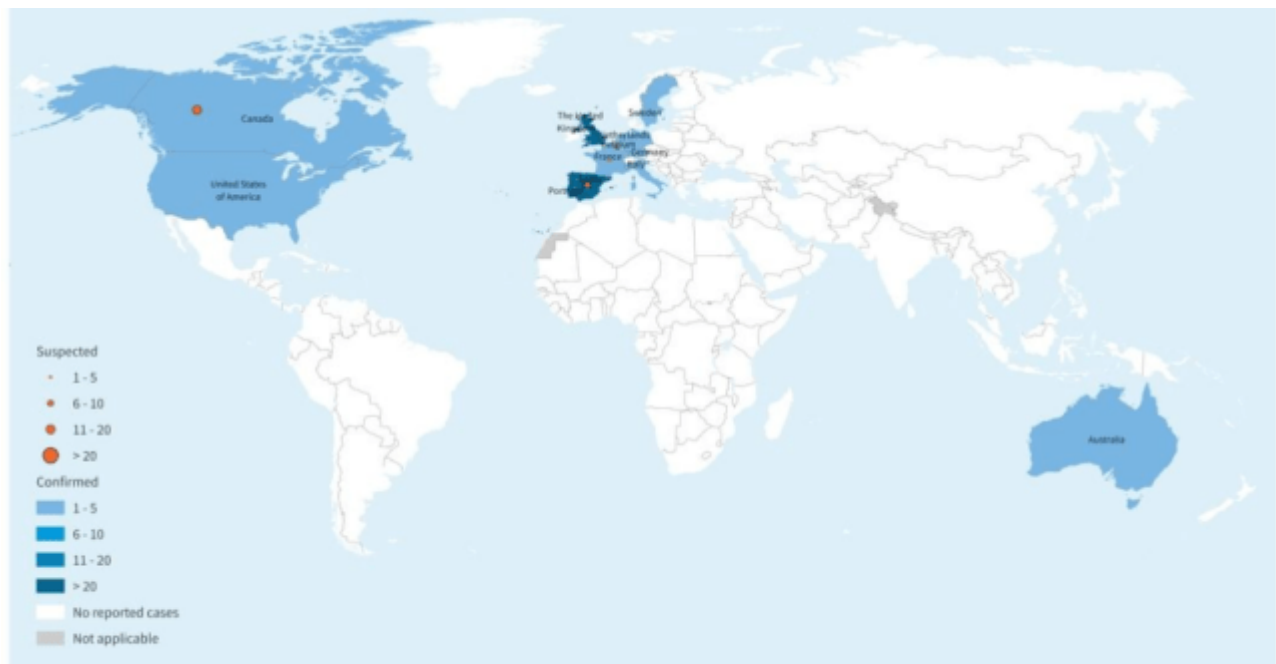 Canada
United States
of America
The United
Kingdom
Sweden
Netherlands
Belgium
Germany
France
Italy
Australia
Suspected
1 - 5
6 - 10
11 - 20
> 20
Confirmed
1 - 5
6 - 10
11 - 20
> 20
No reported cases
Not applicable